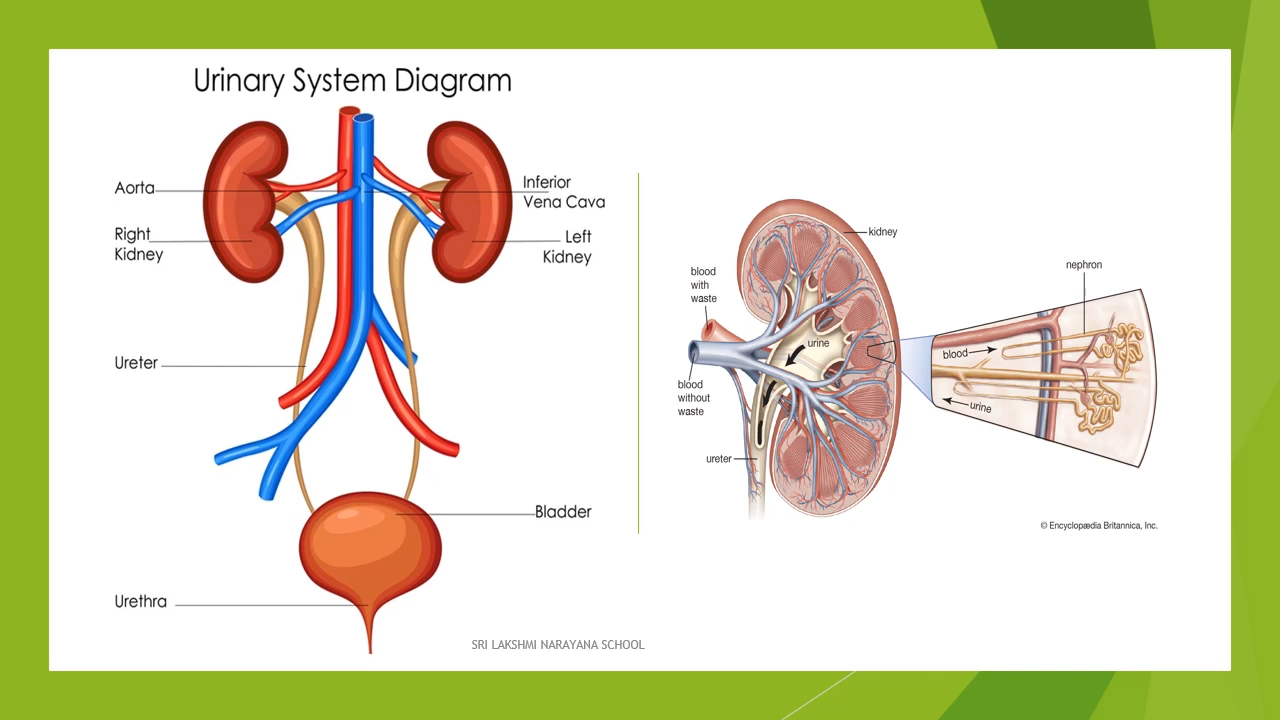 Urinary System Diagram
Aorta
Right
Kidney
Ureter
Urethra
Inferior
Vena Cava
Left
Kidney
Bladder
kidney
blood
with
waste
urine
blood
without
waste
ureter
nephron
blood
urine
© Encyclopædia Britannica, Inc.
SRI LAKSHMI NARAYANA SCHOOL